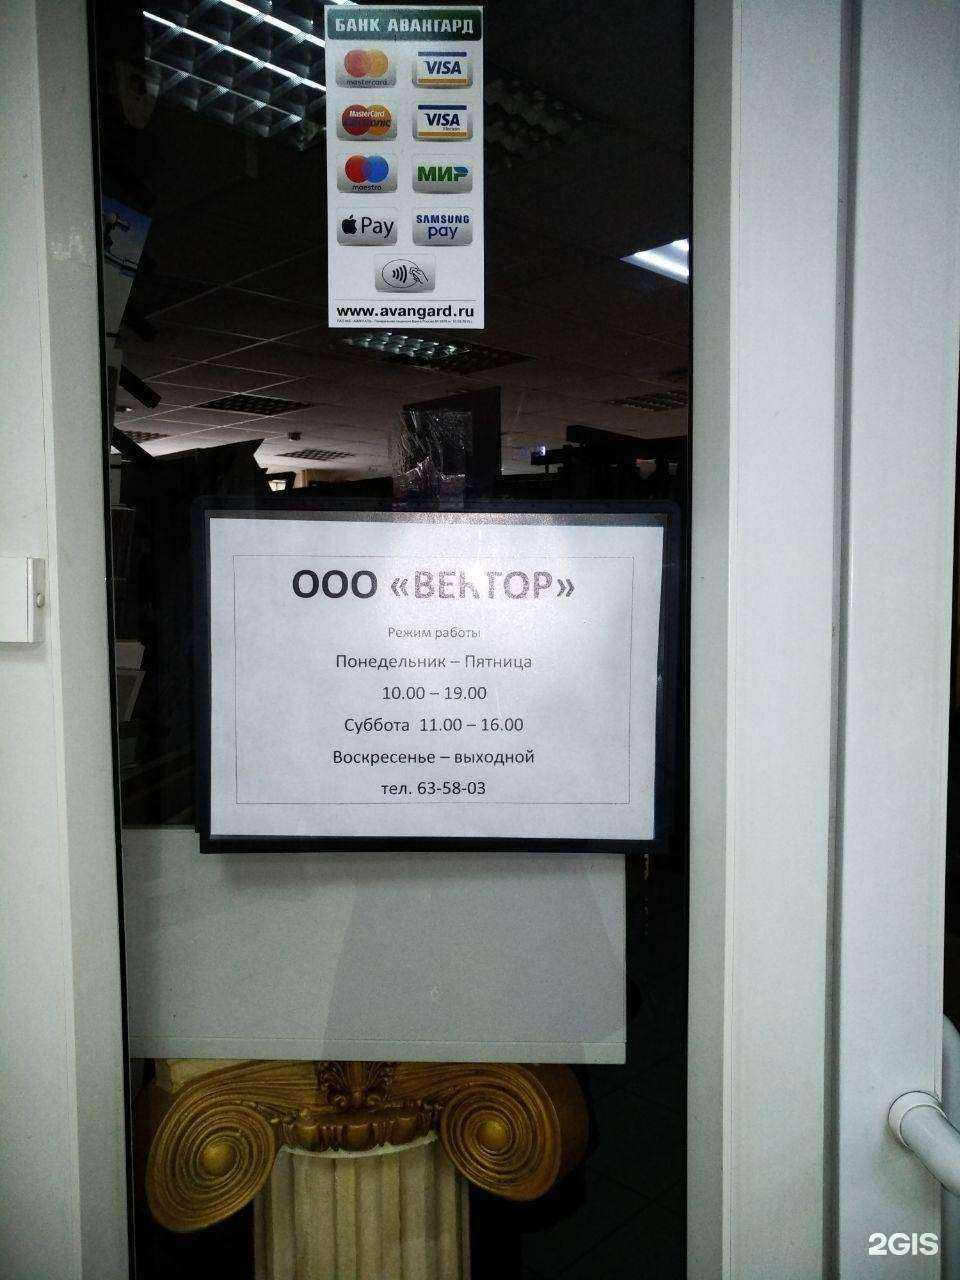 БАНК АВАНГАРД
mastercard VISA
MasterCard VISA
maestro МИР
Pay SAMSUNG pay
www.avangard.ru
ООО «ВЕКТОР»
Режим работы
Понедельник – Пятница
10.00 – 19.00
Суббота 11.00 – 16.00
Воскресенье – выходной
тел. 63-58-03
2GIS